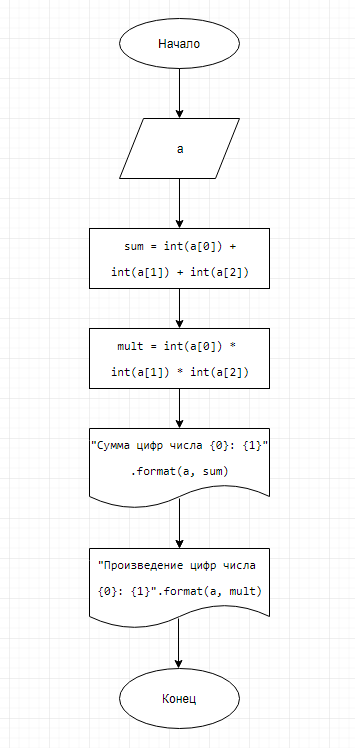 Начало
a
sum = int(a[0]) +
int(a[1]) + int(a[2])
mult = int(a[0]) *
int(a[1]) * int(a[2])
"Сумма цифр числа {0}: {1}"
.format(a, sum)
"Произведение цифр числа
{0}: {1}".format(a, mult)
Конец